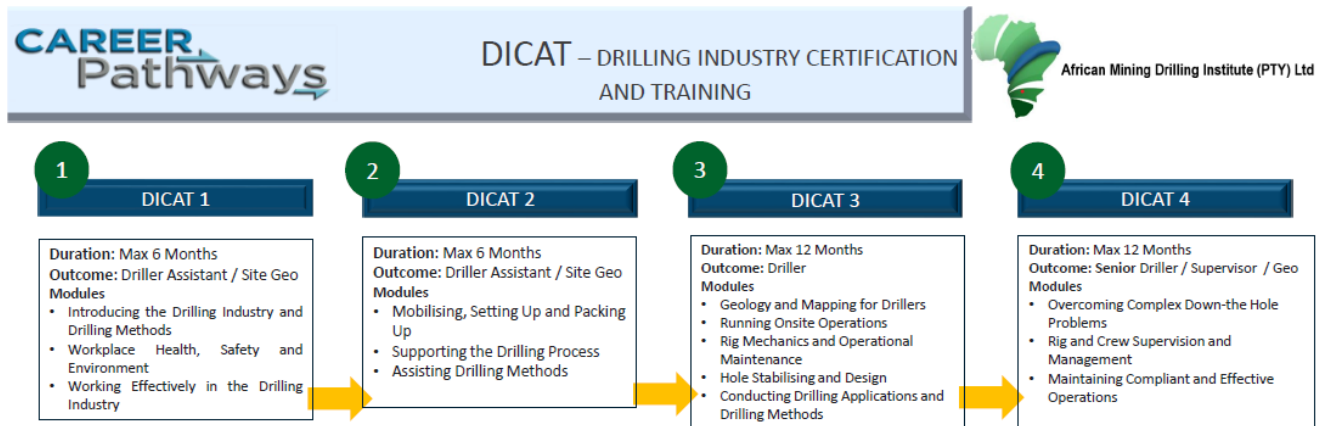 CAREER
Pathways
DICAT – DRILLING INDUSTRY CERTIFICATION
AND TRAINING
African Mining Drilling Institute (PTY) Ltd
1
DICAT 1
Duration: Max 6 Months
Outcome: Driller Assistant / Site Geo
Modules
• Introducing the Drilling Industry and
Drilling Methods
• Workplace Health, Safety and
Environment
• Working Effectively in the Drilling
Industry
2
DICAT 2
Duration: Max 6 Months
Outcome: Driller Assistant / Site Geo
Modules
• Mobilising, Setting Up and Packing
Up
• Supporting the Drilling Process
• Assisting Drilling Methods
3
DICAT 3
Duration: Max 12 Months
Outcome: Driller
Modules
• Geology and Mapping for Drillers
• Running Onsite Operations
• Rig Mechanics and Operational
Maintenance
• Hole Stabilising and Design
• Conducting Drilling Applications and
Drilling Methods
4
DICAT 4
Duration: Max 12 Months
Outcome: Senior Driller / Supervisor / Geo
Modules
• Overcoming Complex Down-the Hole
Problems
• Rig and Crew Supervision and
Management
• Maintaining Compliant and Effective
Operations